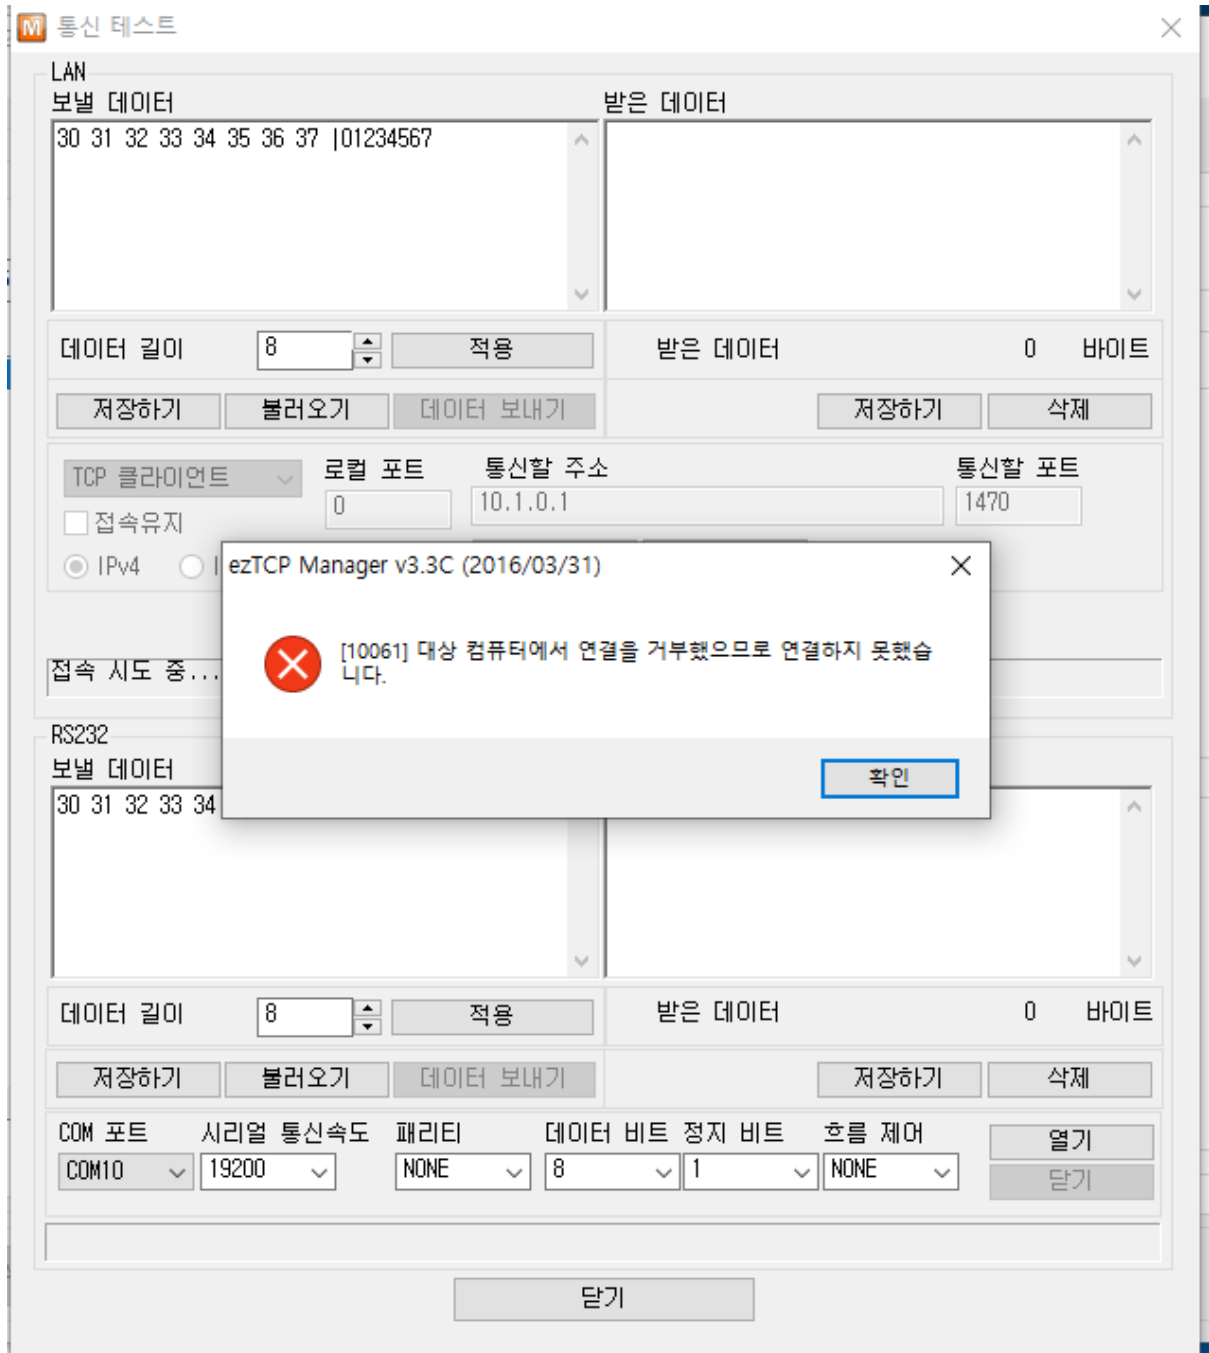 M 통신 테스트
LAN
보낼 데이터 받은 데이터
30 31 32 33 34 35 36 37 |01234567
데이터 길이 8 적용 받은 데이터 0 바이트
저장하기 불러오기 데이터 보내기 저장하기 삭제
TCP 클라이언트 로컬 포트 통신할 주소 통신할 포트
0 10.1.0.1 1470
접속유지
IPv4
ezTCP Manager v3.3C (2016/03/31)
[10061] 대상 컴퓨터에서 연결을 거부했으므로 연결하지 못했습
니다.
확인
접속 시도 중...
RS232
보낼 데이터
30 31 32 33 34
데이터 길이 8 적용 받은 데이터 0 바이트
저장하기 불러오기 데이터 보내기 저장하기 삭제
COM 포트 시리얼 통신속도 패리티 데이터 비트 정지 비트 흐름 제어 열기
COM10 19200 NONE 8 1 NONE 닫기
닫기